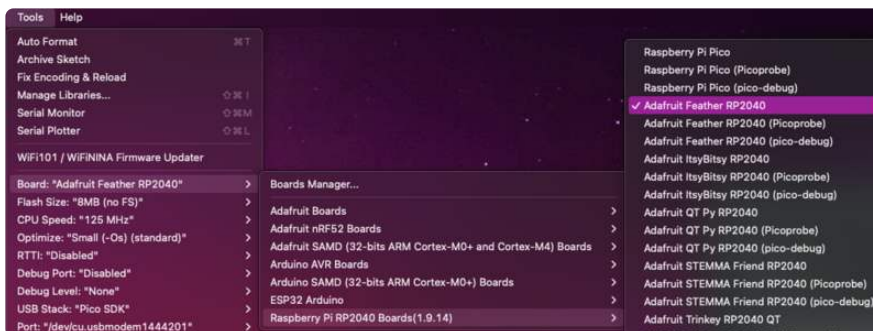 Tools Help
Auto Format ⌘T
Archive Sketch
Fix Encoding & Reload
Manage Libraries... ⇧⌘I
Serial Monitor ⇧⌘M
Serial Plotter ⇧⌘L
WiFi101 / WiFiNINA Firmware Updater
Board: "Adafruit Feather RP2040"
Flash Size: "8MB (no FS)"
CPU Speed: "125 MHz"
Optimize: "Small (-Os) (standard)"
RTTI: "Disabled"
Debug Port: "Disabled"
Debug Level: "None"
USB Stack: "Pico SDK"
Port: "/dev/cu.usbmodem1444201"
Boards Manager...
Adafruit Boards
Adafruit nRF52 Boards
Adafruit SAMD (32-bits ARM Cortex-M0+ and Cortex-M4) Boards
Arduino AVR Boards
Arduino SAMD (32-bits ARM Cortex-M0+) Boards
ESP32 Arduino
Raspberry Pi RP2040 Boards(1.9.14)
Raspberry Pi Pico
Raspberry Pi Pico (Picoprobe)
Raspberry Pi Pico (pico-debug)
✓ Adafruit Feather RP2040
Adafruit Feather RP2040 (Picoprobe)
Adafruit Feather RP2040 (pico-debug)
Adafruit ItsyBitsy RP2040
Adafruit ItsyBitsy RP2040 (Picoprobe)
Adafruit ItsyBitsy RP2040 (pico-debug)
Adafruit QT Py RP2040
Adafruit QT Py RP2040 (Picoprobe)
Adafruit QT Py RP2040 (pico-debug)
Adafruit STEMMA Friend RP2040
Adafruit STEMMA Friend RP2040 (Picoprobe)
Adafruit STEMMA Friend RP2040 (pico-debug)
Adafruit Trinkey RP2040 QT